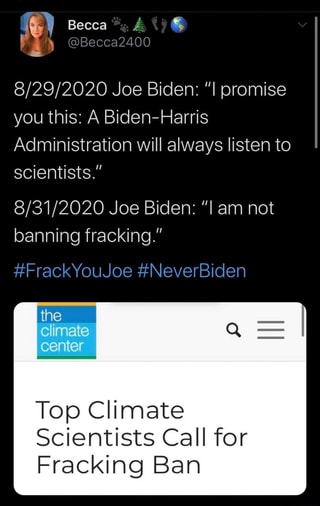 Becca
@Becca2400
8/29/2020 Joe Biden: “I promise
you this: A Biden-Harris
Administration will always listen to
scientists.”
8/31/2020 Joe Biden: “I am not
banning fracking.”
#FrackYouJoe #NeverBiden
the
climate
center
Top Climate
Scientists Call for
Fracking Ban